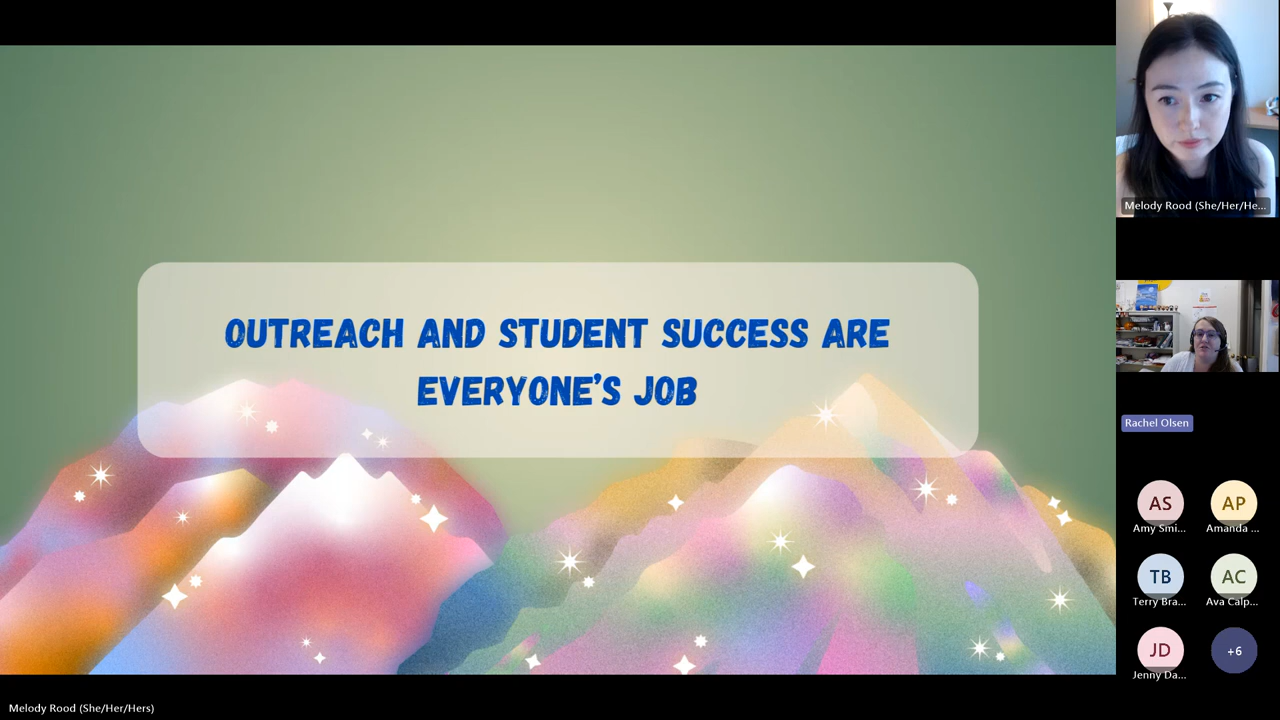 OUTREACH AND STUDENT SUCCESS ARE
EVERYONE'S JOB
Melody Rood (She/Her/He...
Rachel Olsen
AS
AP
Amy Smi...
Amanda ...
TB
AC
Terry Bra...
Ava Calp...
JD
+6
Jenny Da...
Melody Rood (She/Her/Hers)